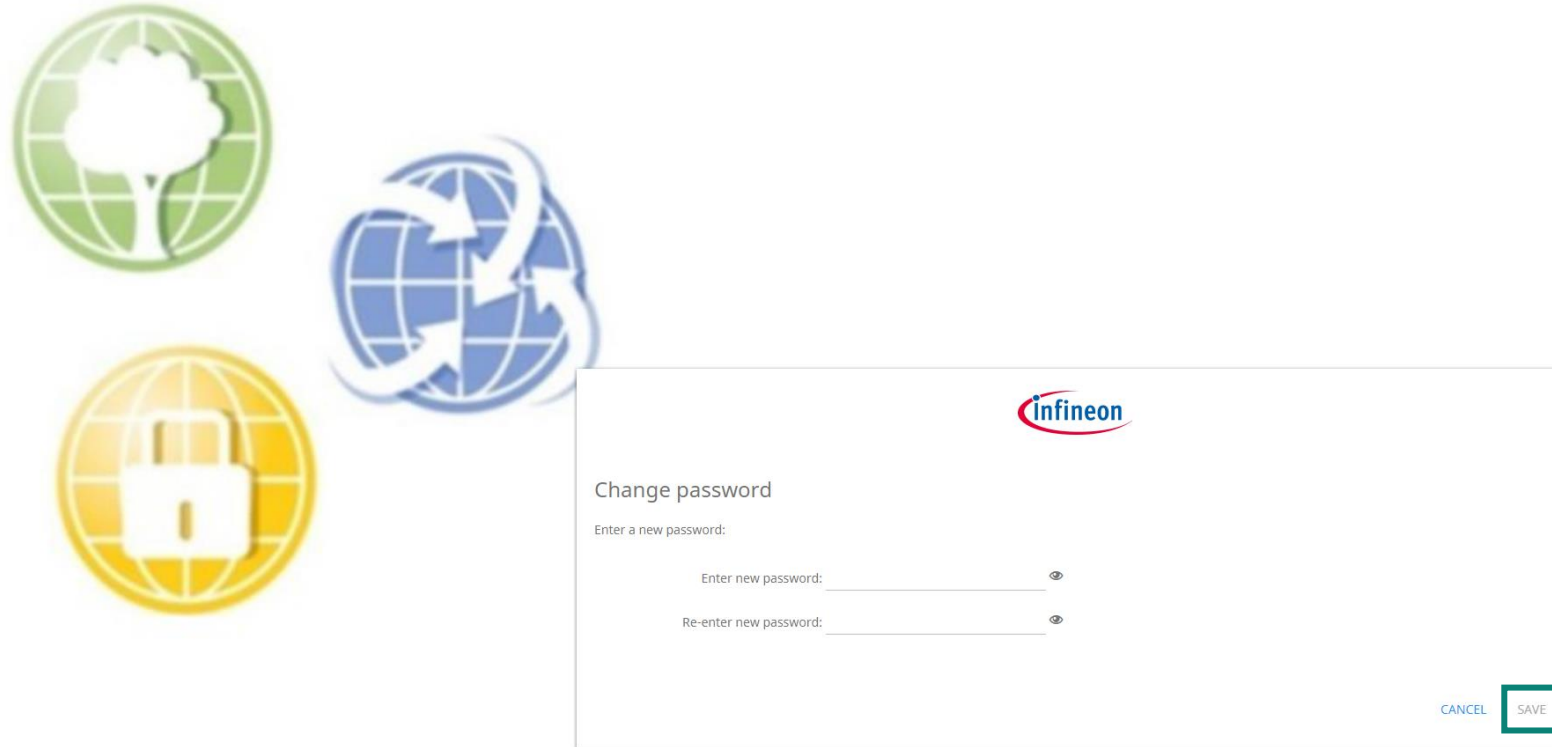 infineon
Change password
Enter a new password:
Enter new password:
Re-enter new password:
CANCEL SAVE